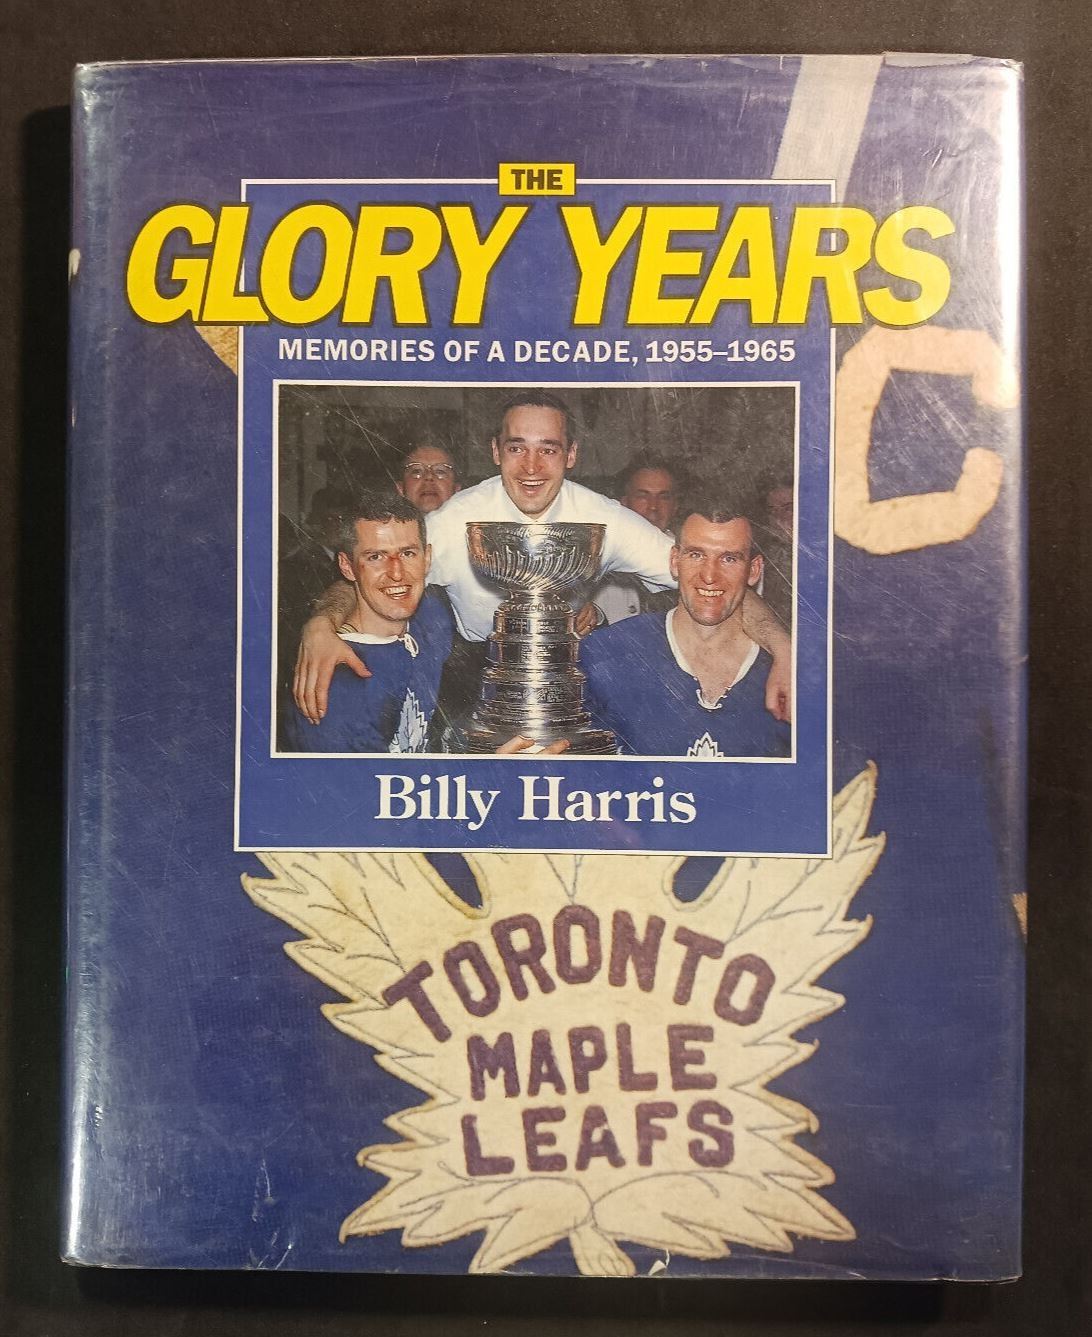 THE
GLORY YEARS
MEMORIES OF A DECADE, 1955–1965
Billy Harris
C
TORONTO
MAPLE
LEAFS